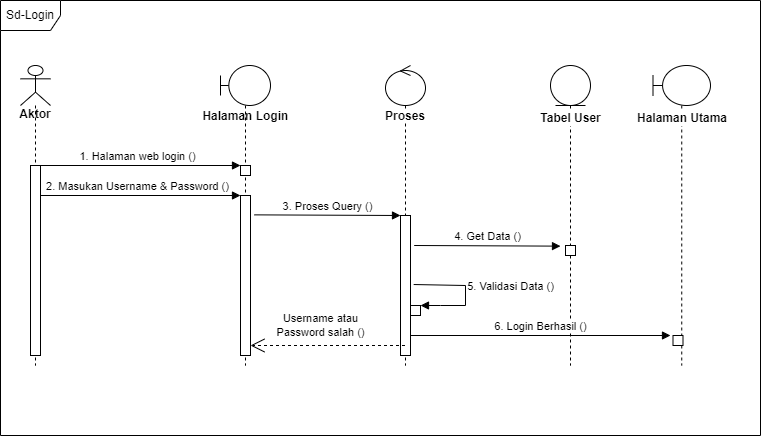 Sd-Login
Aktor
Halaman Login
Proses
Tabel User
Halaman Utama
1. Halaman web login ()
2. Masukan Username & Password ()
3. Proses Query ()
4. Get Data ()
5. Validasi Data ()
Username atau
Password salah ()
6. Login Berhasil ()